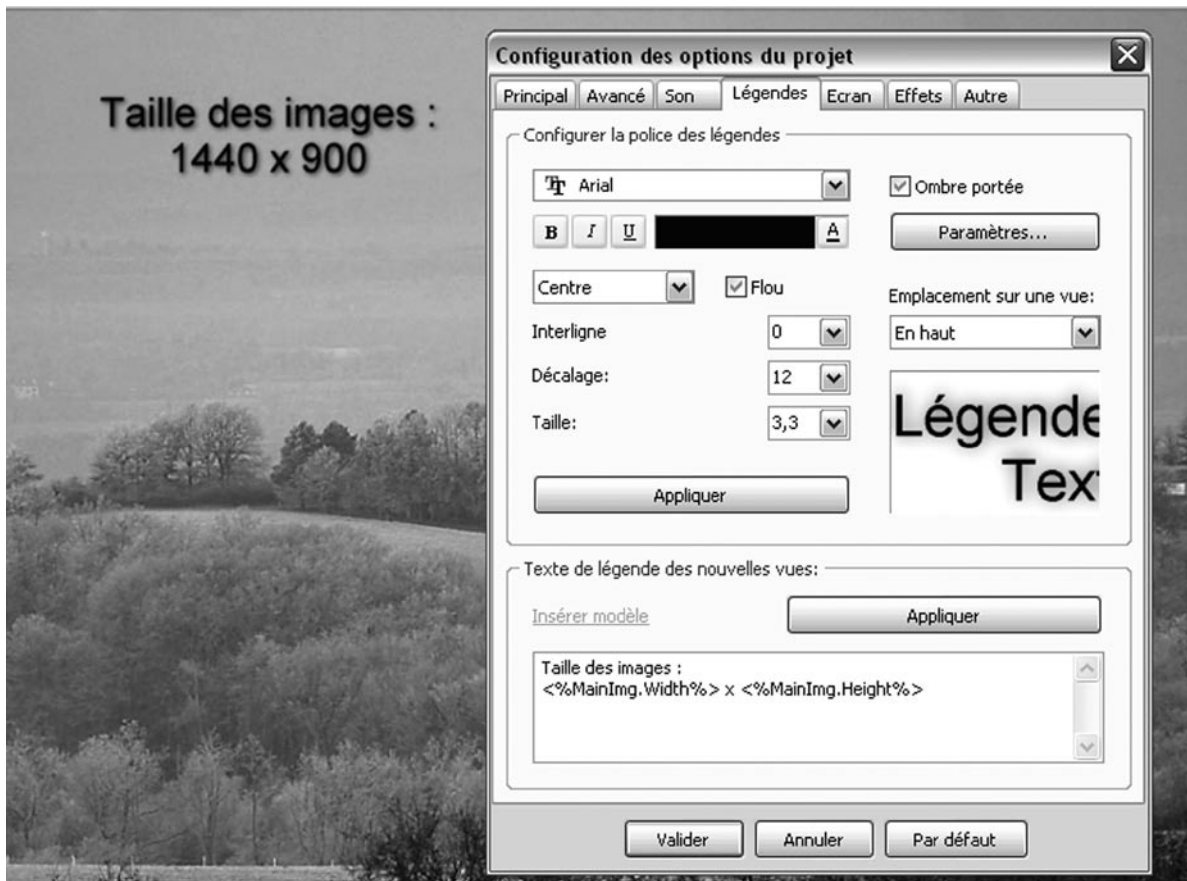 Taille des images :
1440 x 900
Configuration des options du projet
Principal Avancé Son Légendes Ecran Effets Autre
Configurer la police des légendes
Arial
Ombre portée
B I U A
Paramètres...
Centre
Flou
Emplacement sur une vue:
Interligne 0
En haut
Décalage: 12
Taille: 3,3
Légende
Tex
Appliquer
Texte de légende des nouvelles vues:
Insérer modèle
Appliquer
Taille des images :
<%MainImg.Width%> x <%MainImg.Height%>
Valider Annuler Par défaut